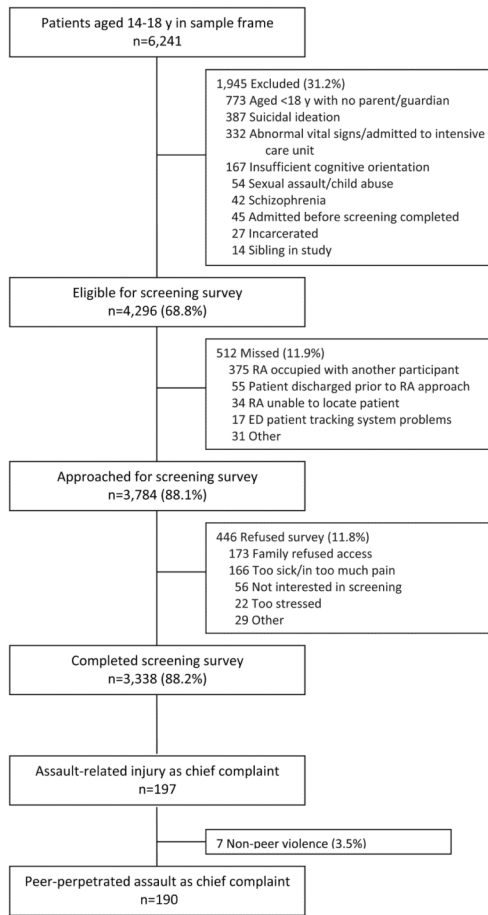 Patients aged 14-18 y in sample frame
n=6,241
1,945 Excluded (31.2%)
773 Aged <18 y with no parent/guardian
387 Suicidal ideation
332 Abnormal vital signs/admitted to intensive
care unit
167 Insufficient cognitive orientation
54 Sexual assault/child abuse
42 Schizophrenia
45 Admitted before screening completed
27 Incarcerated
14 Sibling in study
Eligible for screening survey
n=4,296 (68.8%)
512 Missed (11.9%)
375 RA occupied with another participant
55 Patient discharged prior to RA approach
34 RA unable to locate patient
17 ED patient tracking system problems
31 Other
Approached for screening survey
n=3,784 (88.1%)
446 Refused survey (11.8%)
173 Family refused access
166 Too sick/in too much pain
56 Not interested in screening
22 Too stressed
29 Other
Completed screening survey
n=3,338 (88.2%)
Assault-related injury as chief complaint
n=197
7 Non-peer violence (3.5%)
Peer-perpetrated assault as chief complaint
n=190